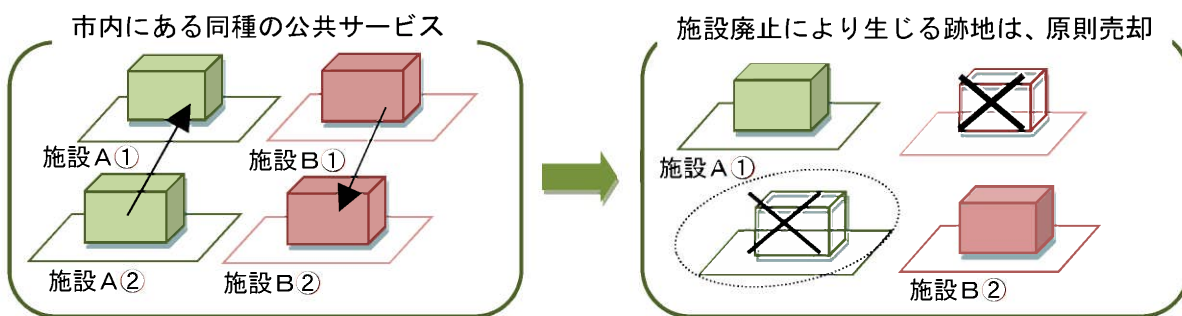 市内にある同種の公共サービス
施設A①
施設B①
施設A②
施設B②
施設廃止により生じる跡地は、原則売却
施設A①
施設B②